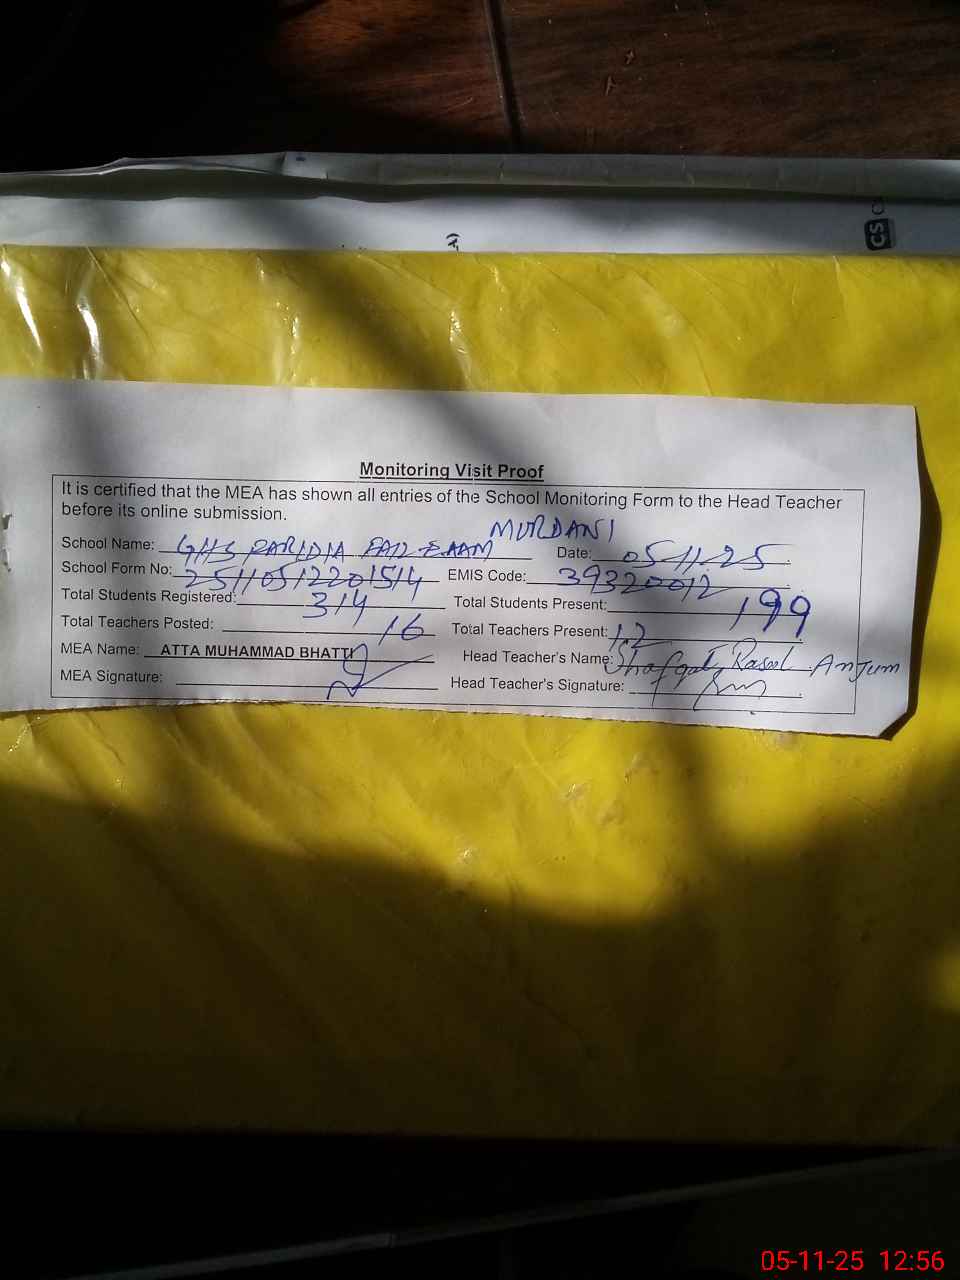 CS
A)
Monitoring Visit Proof
It is certified that the MEA has shown all entries of the School Monitoring Form to the Head Teacher
before its online submission.
MURDANI
School Name: GHS FARIDIA Date: 05-11-25
School Form No: 25110512201514 EMIS Code: 39320012
Total Students Registered: 314 Total Students Present: 199
Total Teachers Posted: 16 Total Teachers Present: 12
MEA Name: ATTA MUHAMMAD BHATTI Head Teacher's Name: Shafqat Rasool Anjum
MEA Signature: Head Teacher's Signature:
05-11-25 12:56